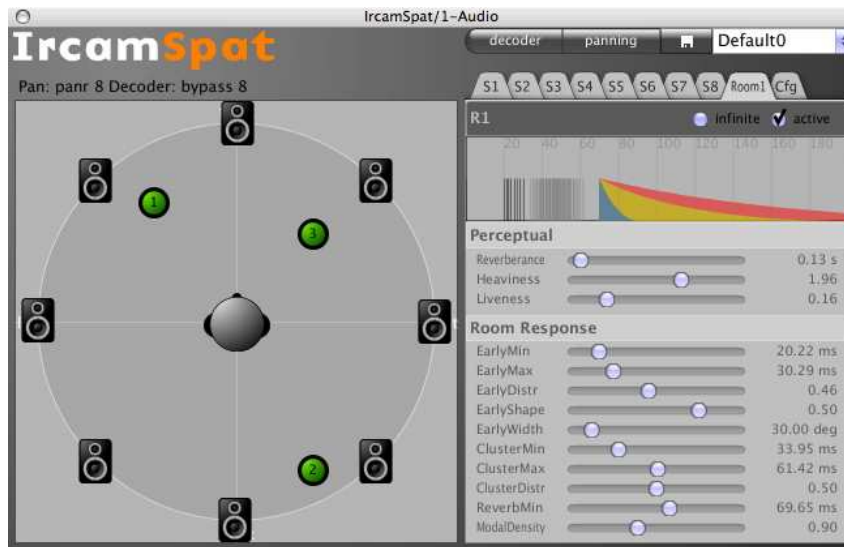 IrcamSpat/1-Audio
IrcamSpat
decoder panning Default0
Pan: panr 8 Decoder: bypass 8
S1 S2 S3 S4 S5 S6 S7 S8 Room1 Cfg
R1 infinite active
20 40 60 80 100 120 140 160 180
1
3
2
Perceptual
Reverberance 0.13 s
Heaviness 1.96
Liveness 0.16
Room Response
EarlyMin 20.22 ms
EarlyMax 30.29 ms
EarlyDistr 0.46
EarlyShape 0.50
EarlyWidth 30.00 deg
ClusterMin 33.95 ms
ClusterMax 61.42 ms
ClusterDistr 0.50
ReverbMin 69.65 ms
ModalDensity 0.90